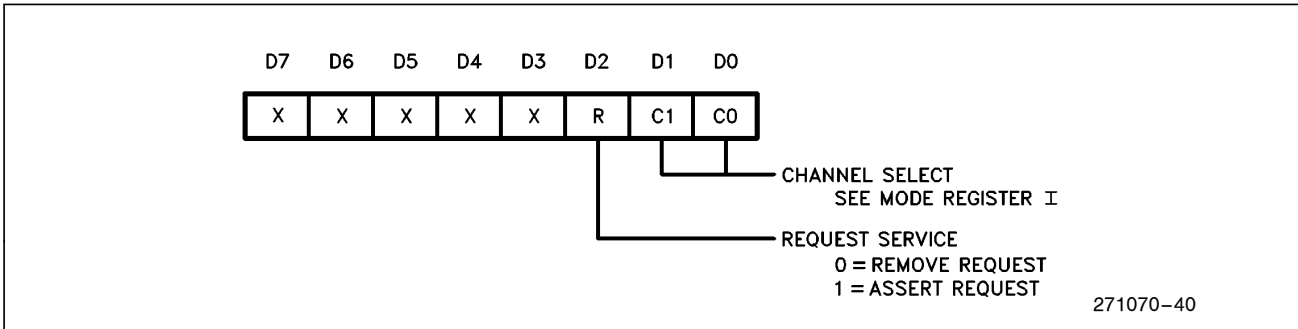 D7 D6 D5 D4 D3 D2 D1 D0
X X X X X R C1 C0
CHANNEL SELECT
SEE MODE REGISTER I
REQUEST SERVICE
0 = REMOVE REQUEST
1 = ASSERT REQUEST
271070-40